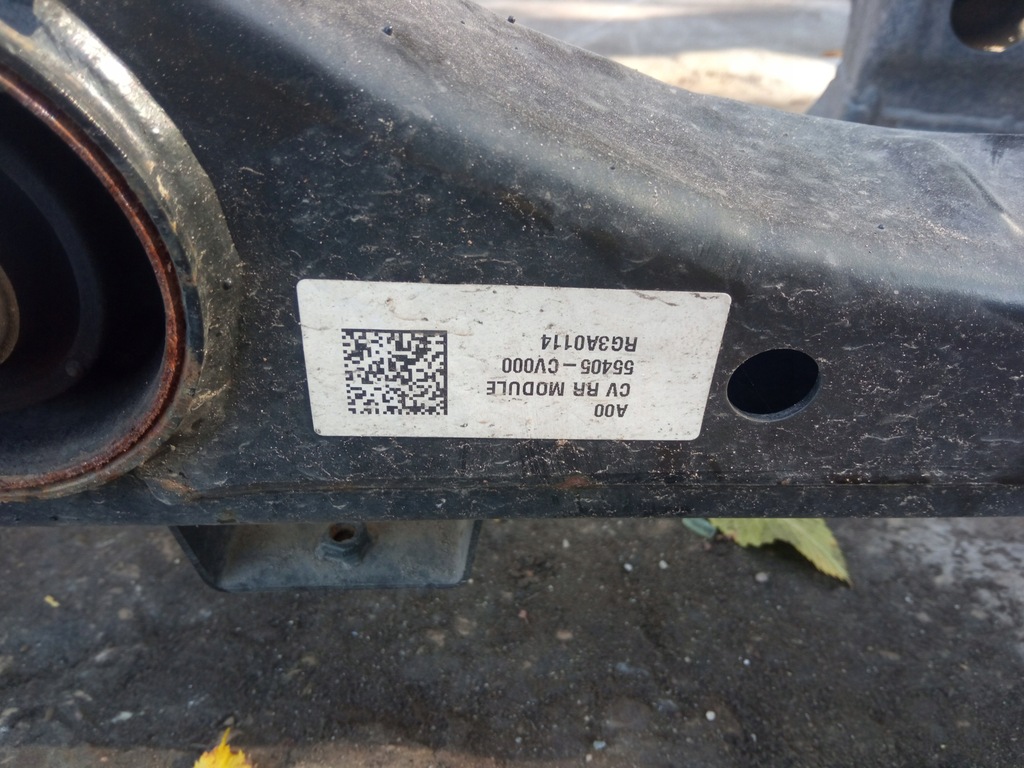 A00
CV RR MODULE
55405-CV000
RG3A0114